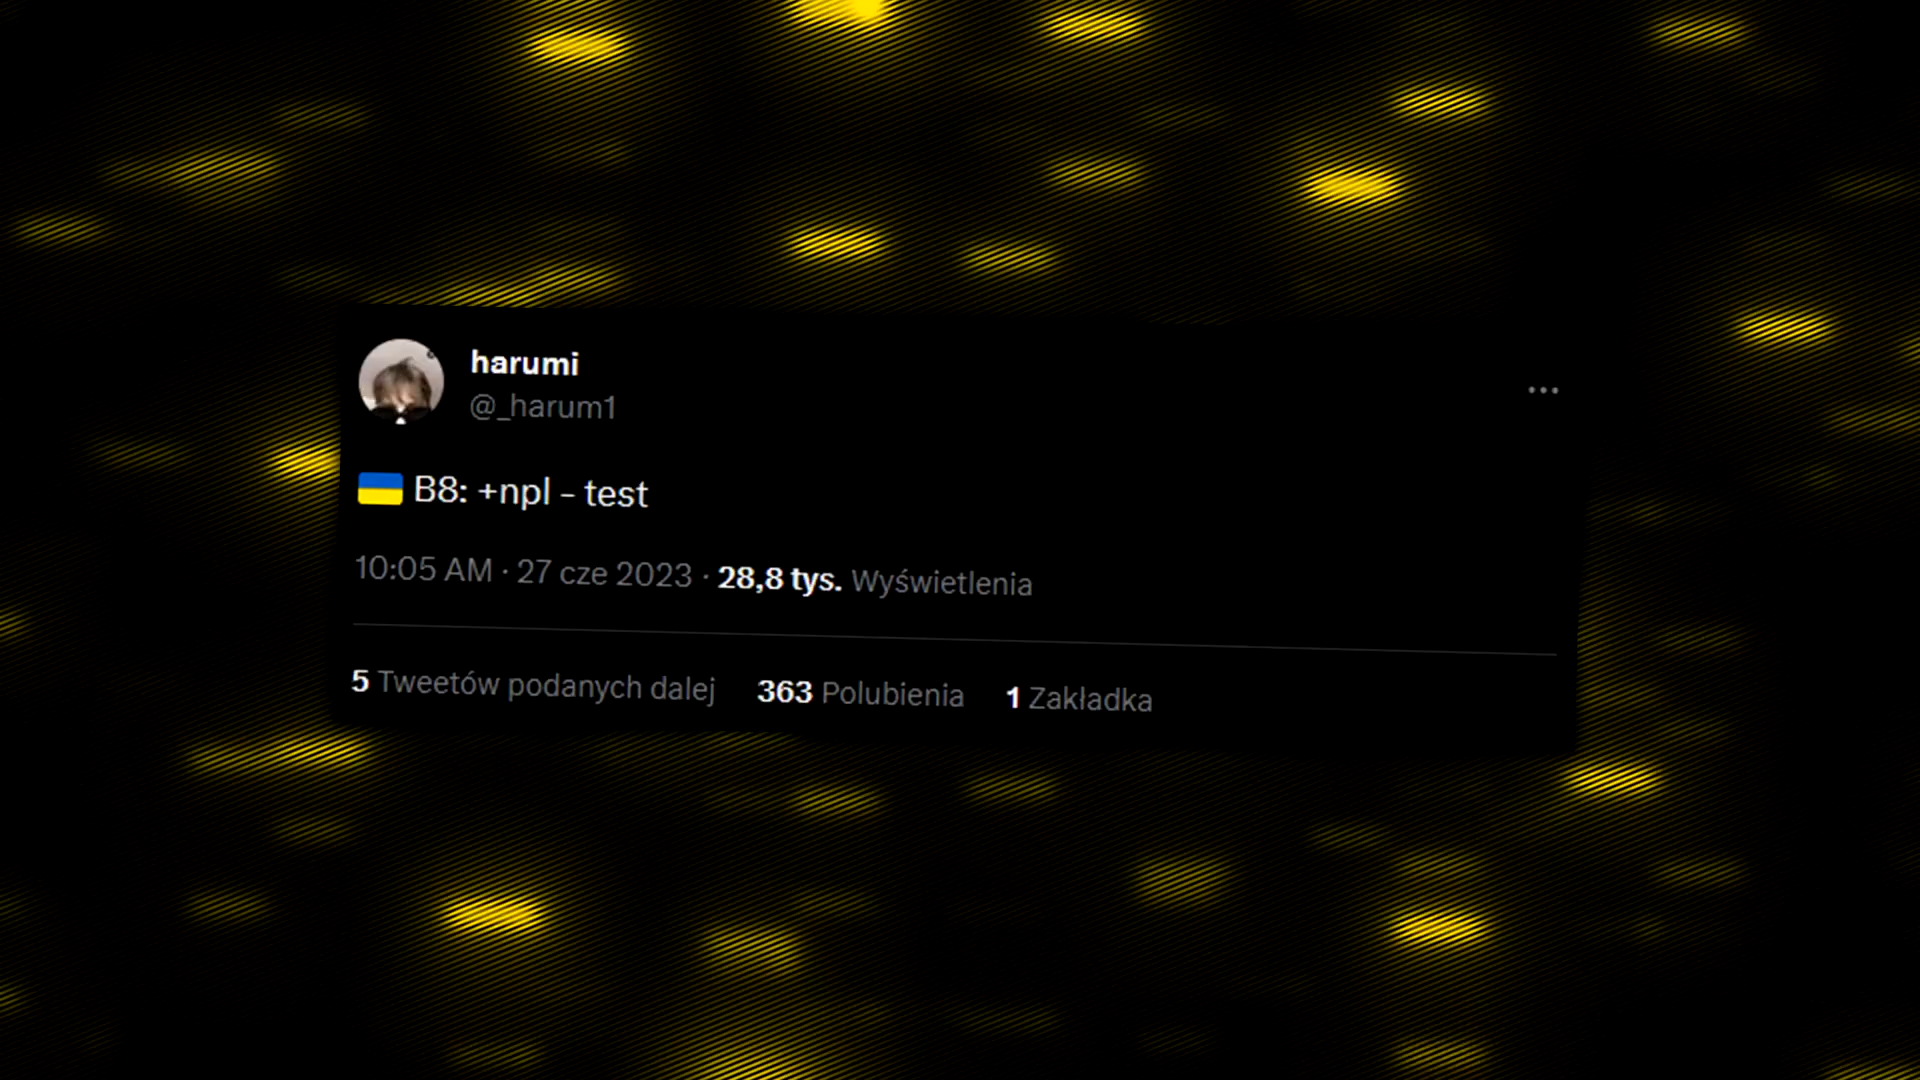 harumi
@_harum1
🇺🇦 B8: +npl - test
10:05 AM · 27 cze 2023 · 28,8 tys. Wyświetlenia
5 Tweetów podanych dalej 363 Polubienia 1 Zakładka